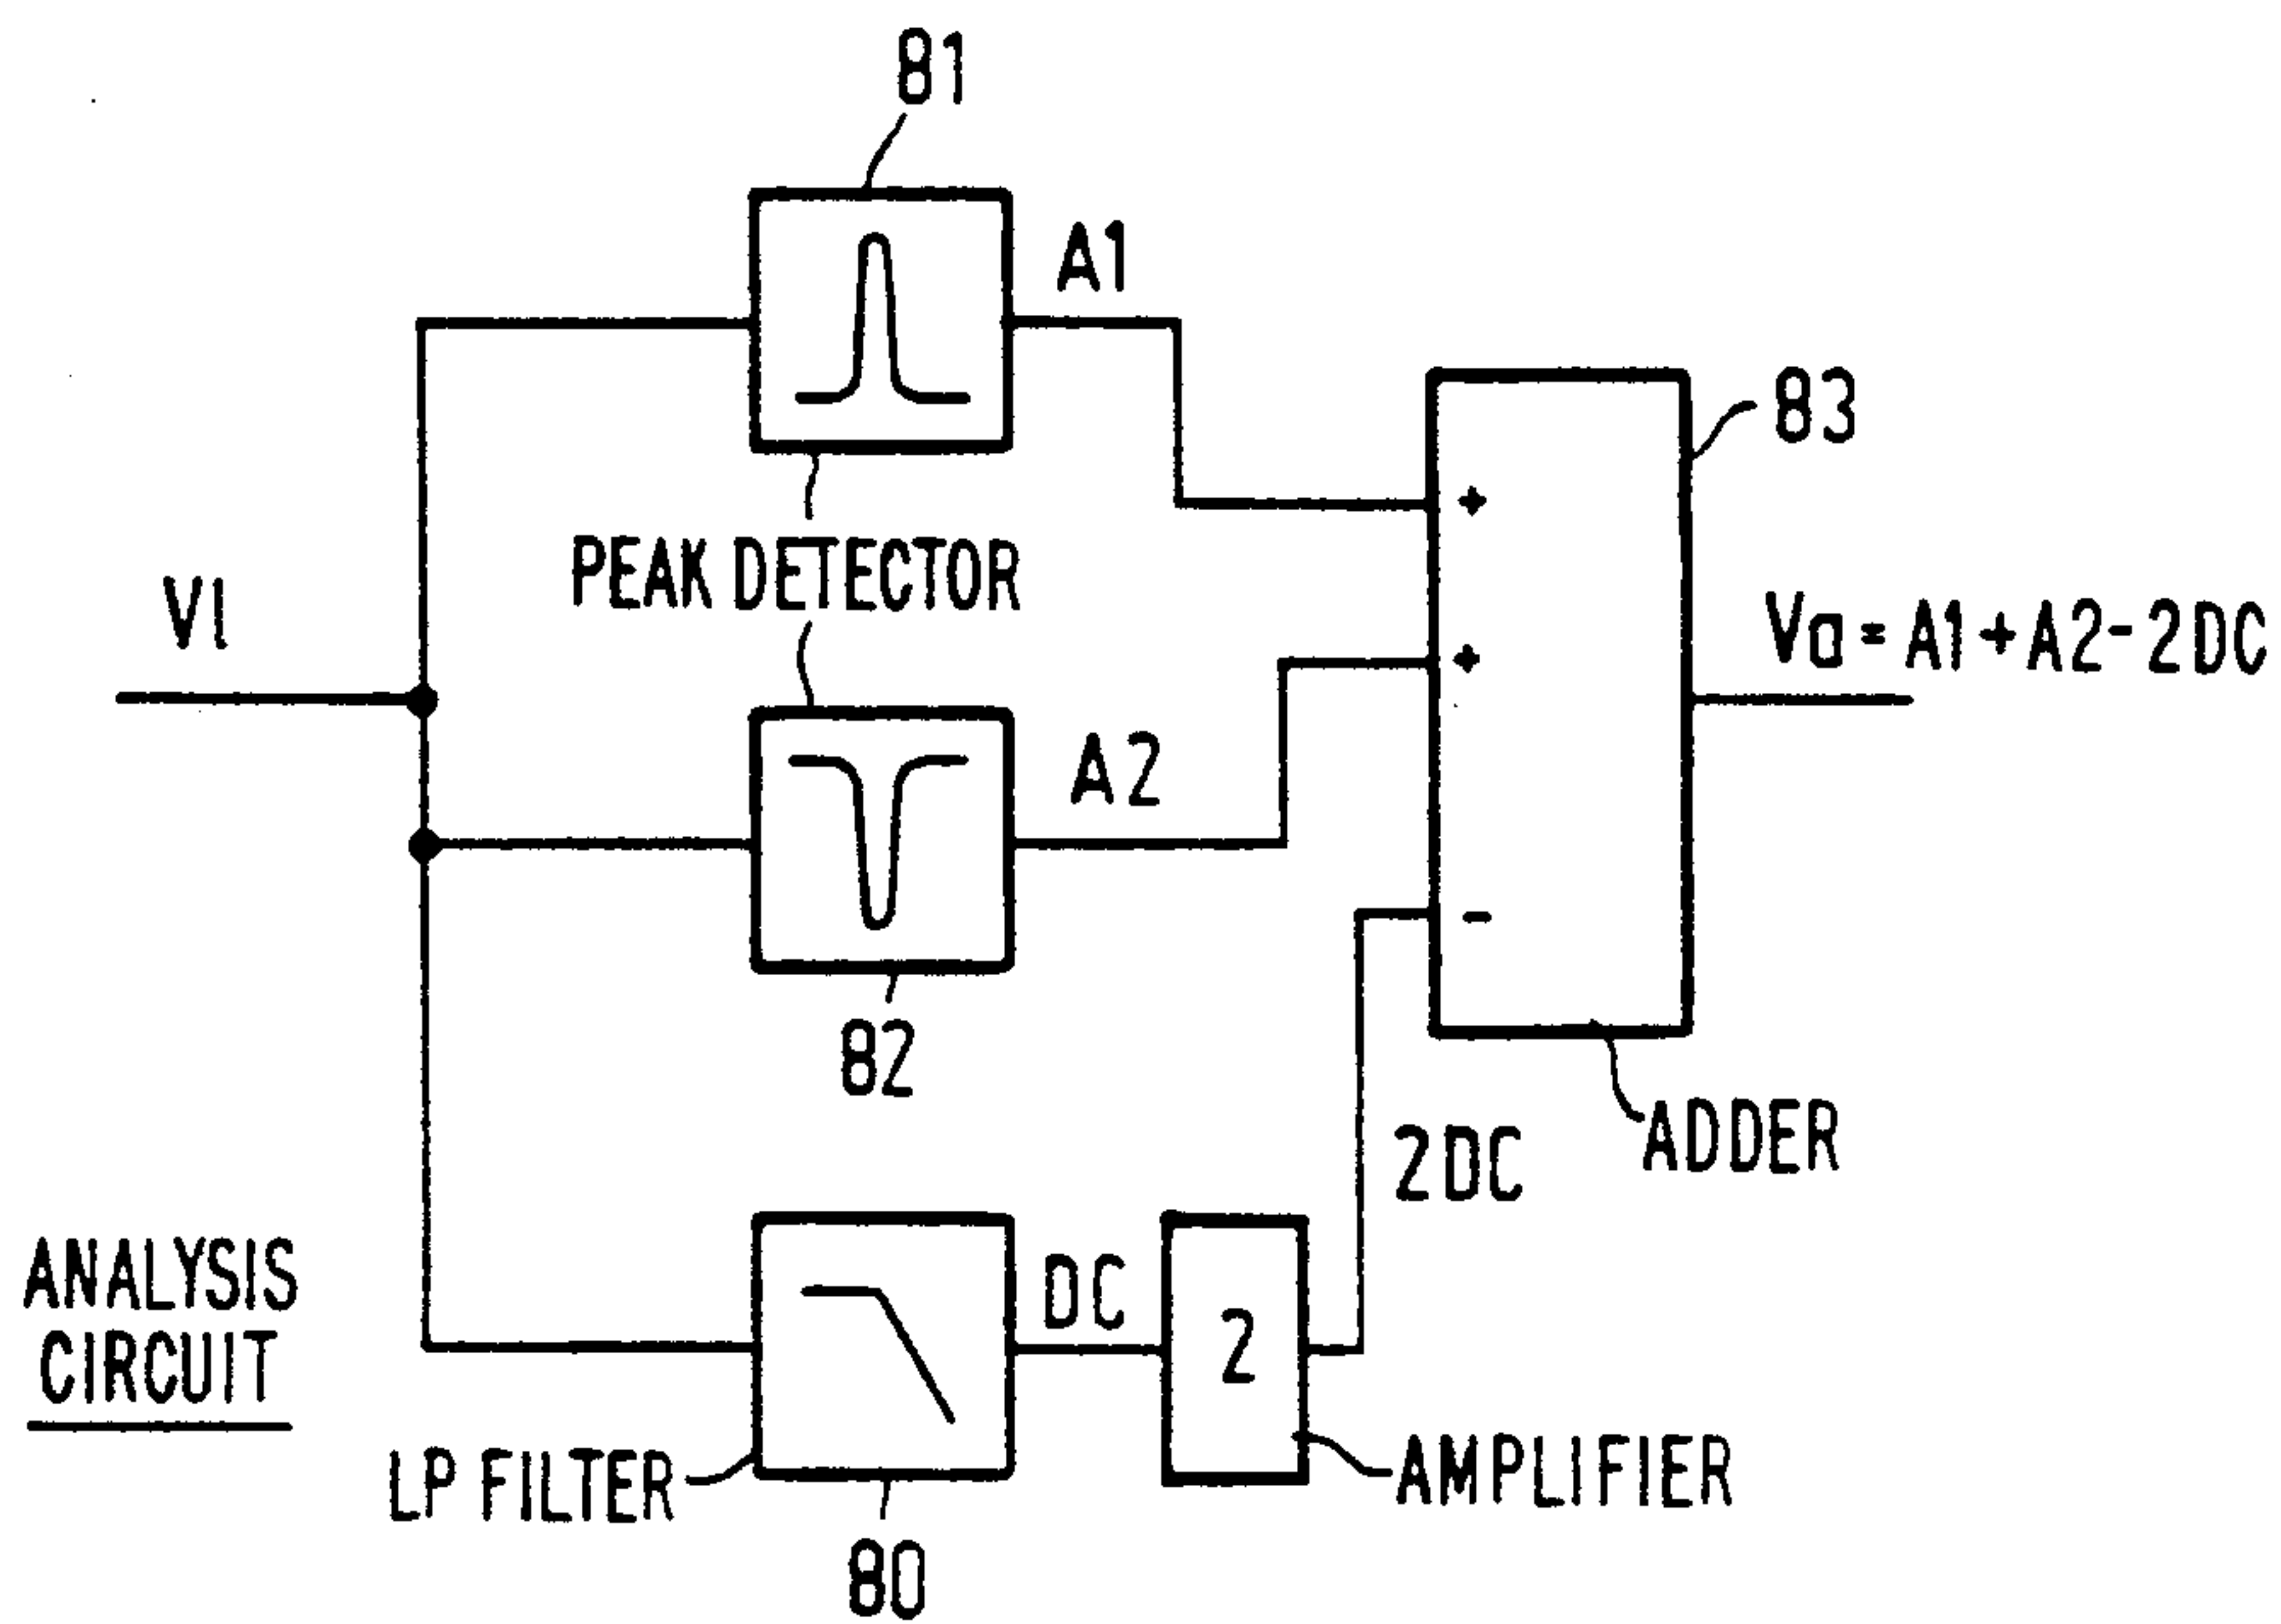 81
A1
83
+
PEAK DETECTOR
V1
+
Va = A1 + A2 - 2DC
A2
-
82
ADDER
2DC
ANALYSIS
CIRCUIT
DC
2
LP FILTER
AMPLIFIER
80